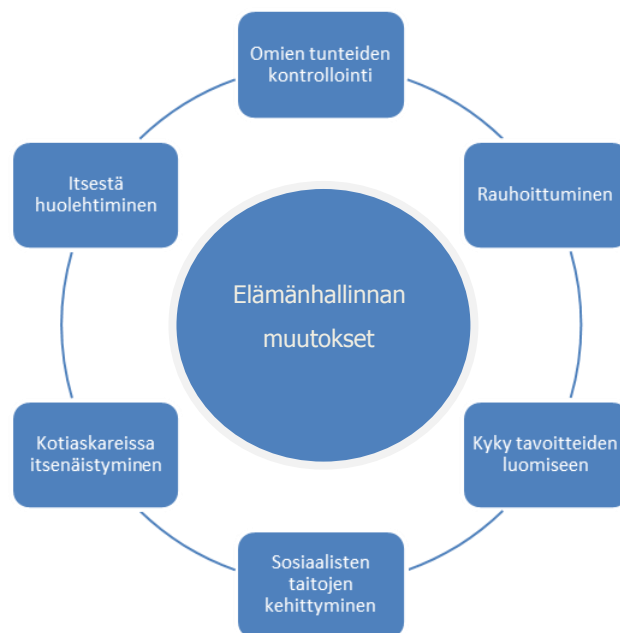 Omien tunteiden
kontrollointi
Itsestä
huolehtiminen
Rauhoittuminen
Elämänhallinnan
muutokset
Kotiaskareissa
itsenäistyminen
Kyky tavoitteiden
luomiseen
Sosiaalisten
taitojen
kehittyminen